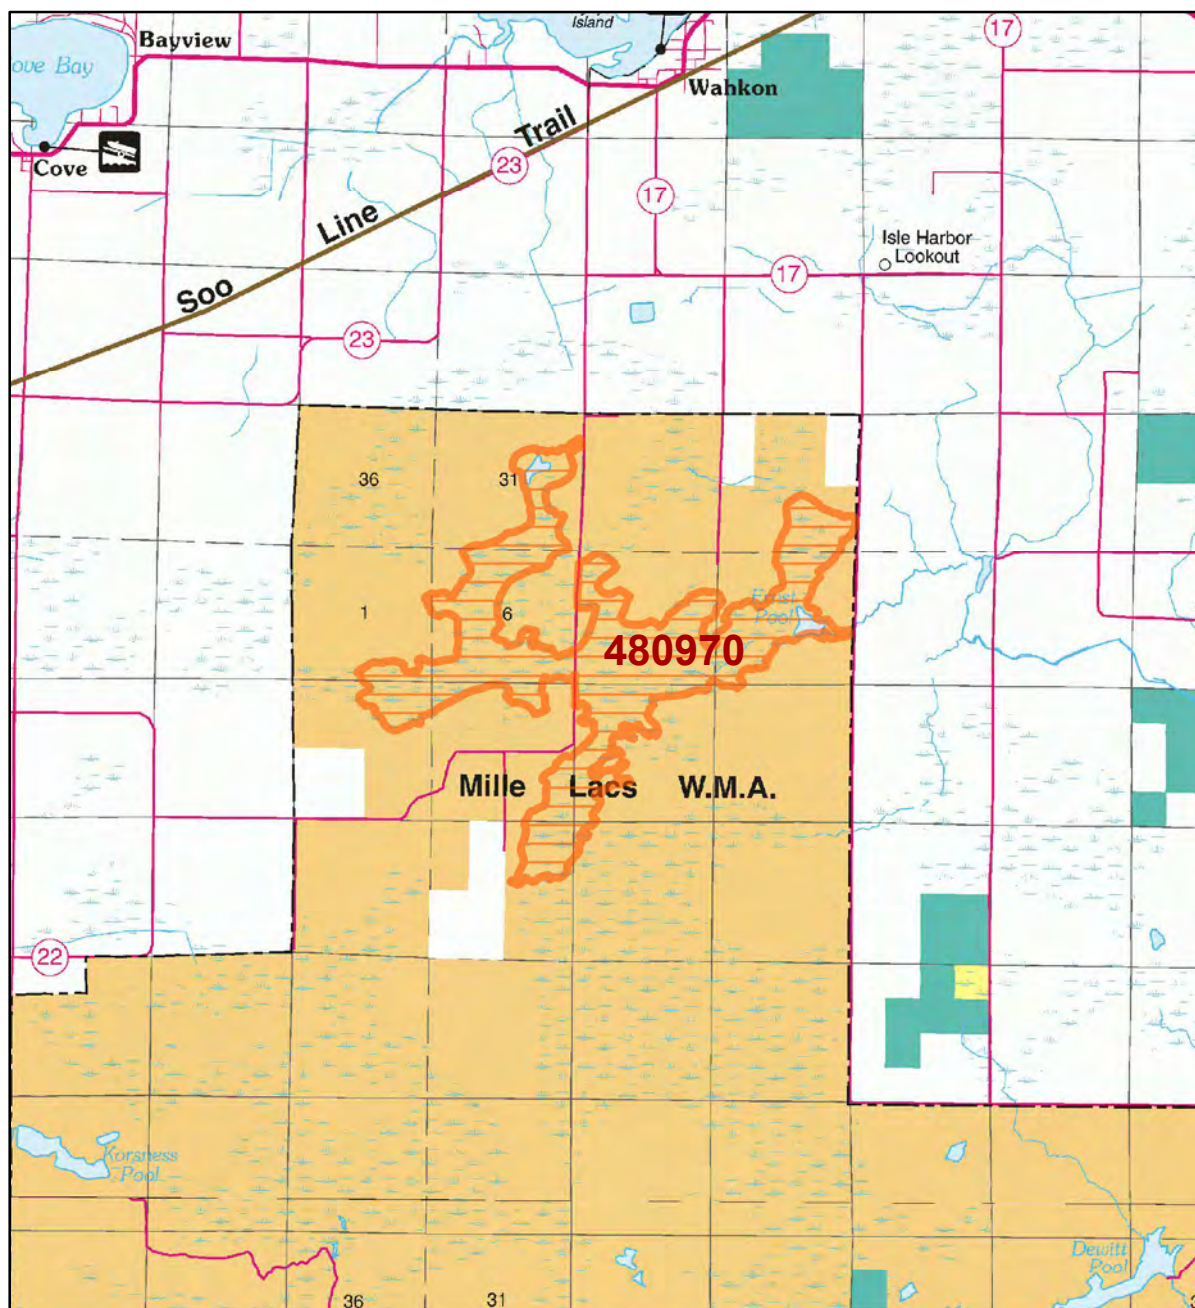 Island
Bayview
ove Bay
Wahkon
17
Trail
Cove
23
17
Line
Isle Harbor
Lookout
17
Soo
23
36
31
1
6
Ernst
Pool
480970
Mille Lacs W.M.A.
22
Korsness
Pool
Dewitt
Pool
36
31